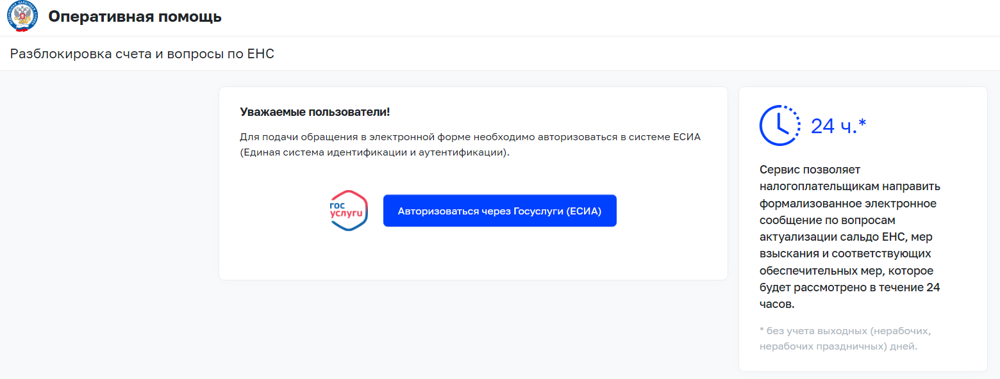 Оперативная помощь
Разблокировка счета и вопросы по ЕНС
Уважаемые пользователи!
Для подачи обращения в электронной форме необходимо авторизоваться в системе ЕСИА
(Единая система идентификации и аутентификации).
гос
услуги
Авторизоваться через Госуслуги (ЕСИА)
24 ч.*
Сервис позволяет
налогоплательщикам направить
формализованное электронное
сообщение по вопросам
актуализации сальдо ЕНС, мер
взыскания и соответствующих
обеспечительных мер, которое
будет рассмотрено в течение 24
часов.
* без учета выходных (нерабочих,
нерабочих праздничных) дней.